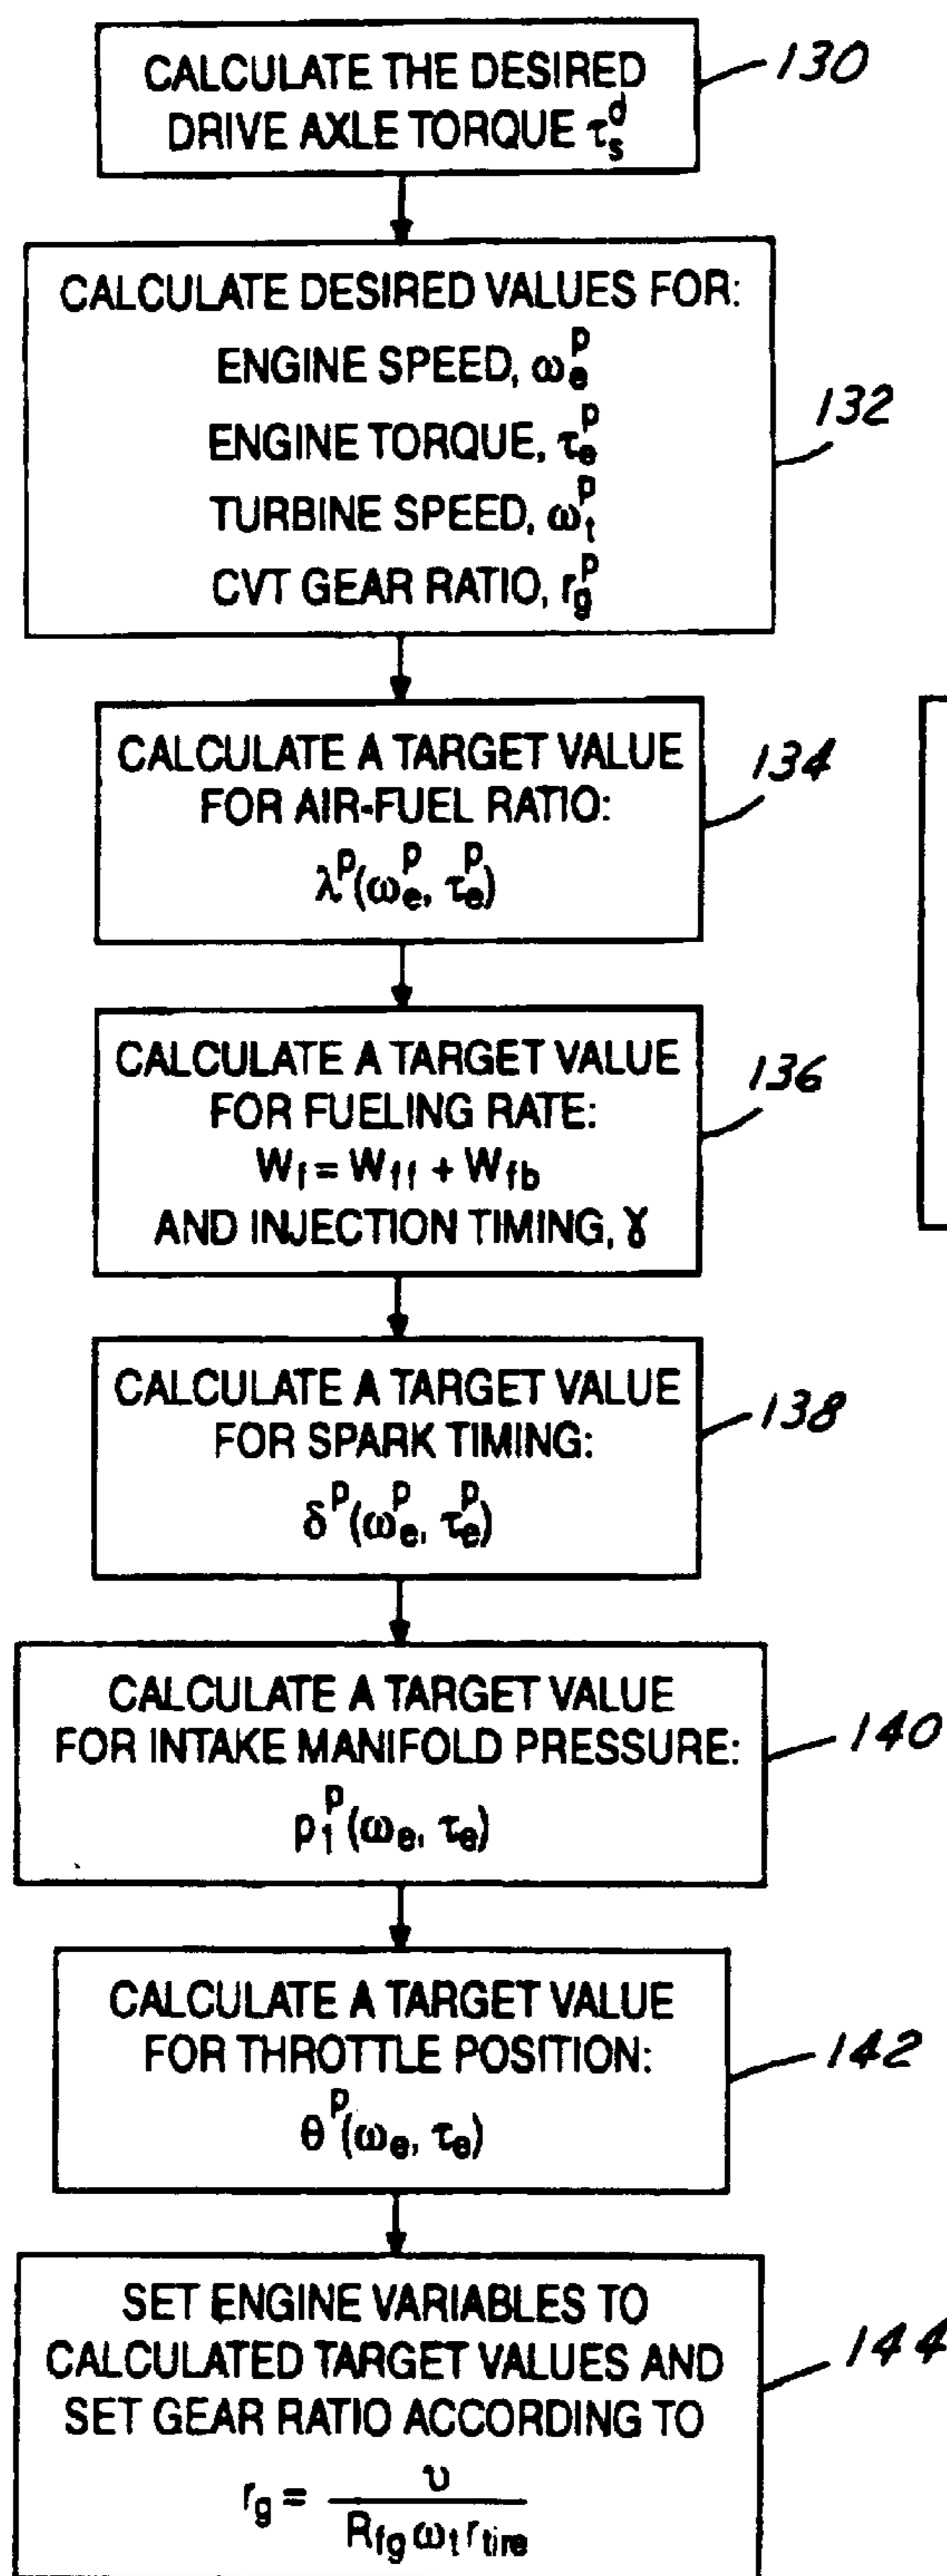 CALCULATE THE DESIRED
DRIVE AXLE TORQUE τ_s^d
130
CALCULATE DESIRED VALUES FOR:
ENGINE SPEED, ω_e^p
ENGINE TORQUE, τ_e^p
TURBINE SPEED, ω_t^p
CVT GEAR RATIO, r_g^p
132
CALCULATE A TARGET VALUE
FOR AIR-FUEL RATIO:
λ^p(ω_e^p, τ_e^p)
134
CALCULATE A TARGET VALUE
FOR FUELING RATE:
W_f = W_ff + W_fb
AND INJECTION TIMING, γ
136
CALCULATE A TARGET VALUE
FOR SPARK TIMING:
δ^p(ω_e^p, τ_e^p)
138
CALCULATE A TARGET VALUE
FOR INTAKE MANIFOLD PRESSURE:
p_1^p(ω_e, τ_e)
140
CALCULATE A TARGET VALUE
FOR THROTTLE POSITION:
θ^p(ω_e, τ_e)
142
SET ENGINE VARIABLES TO
CALCULATED TARGET VALUES AND
SET GEAR RATIO ACCORDING TO
r_g = υ / (R_fg ω_t r_tire)
144